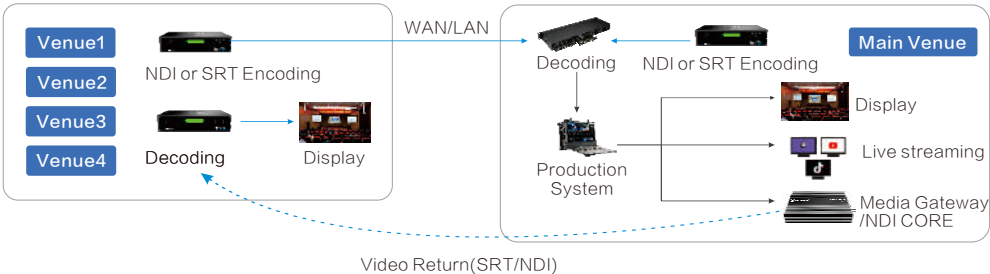 Venue1
Venue2
Venue3
Venue4
NDI or SRT Encoding
Decoding
Display
WAN/LAN
Main Venue
Decoding
NDI or SRT Encoding
Production
System
Display
Live streaming
Media Gateway
/NDI CORE
Video Return(SRT/NDI)